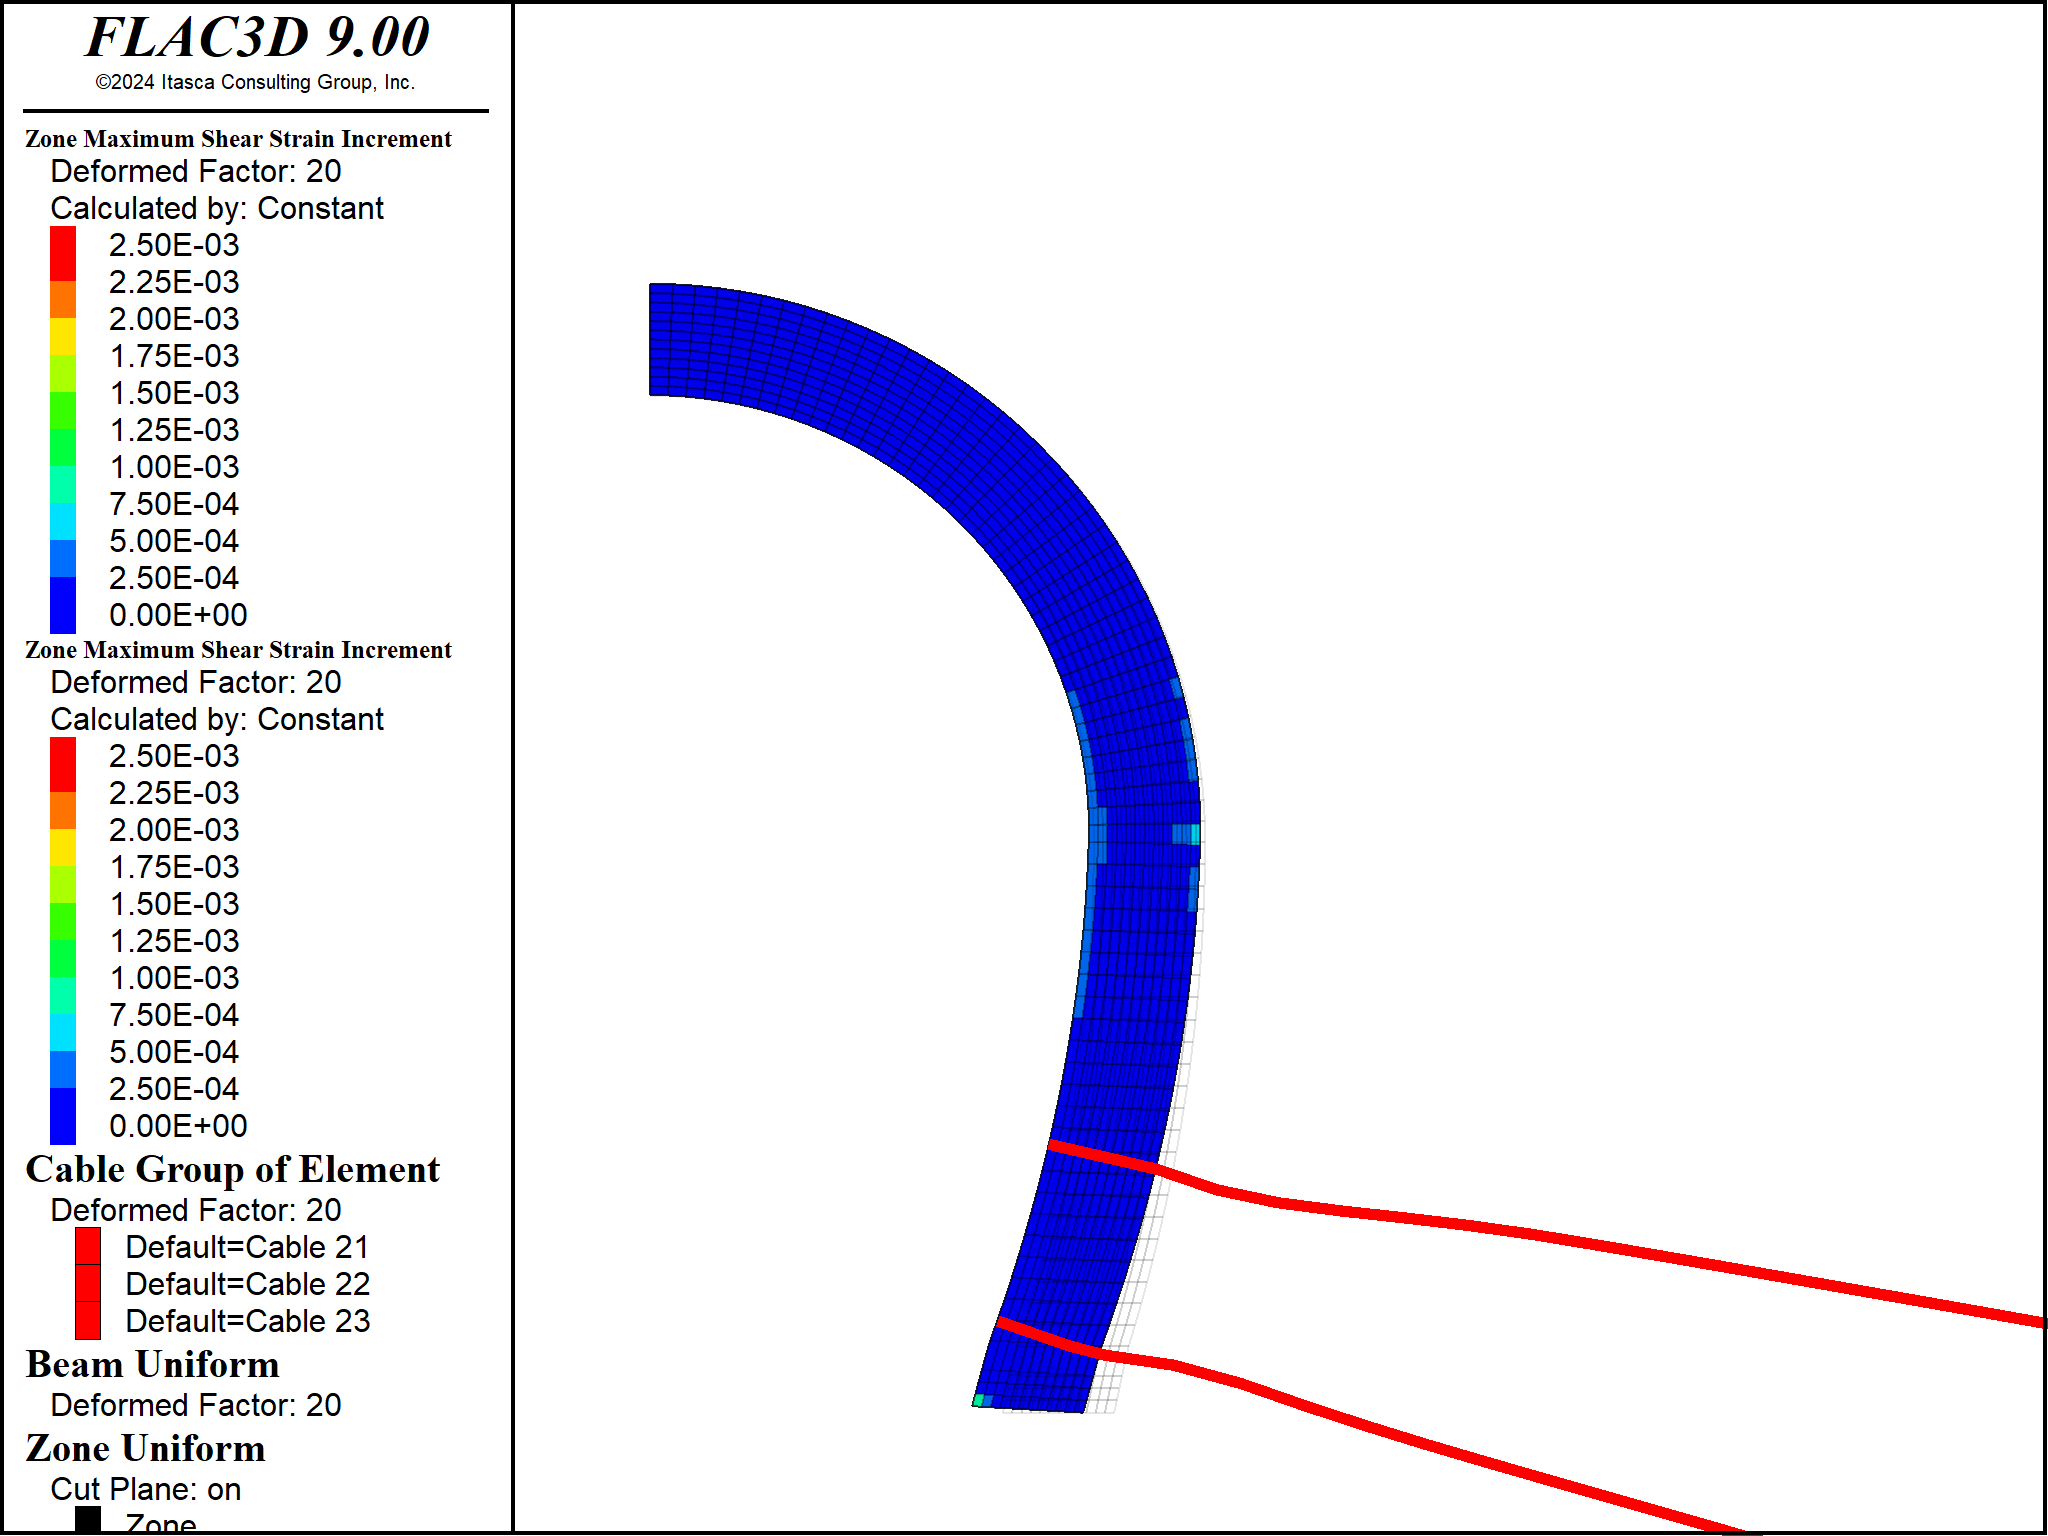 FLAC3D 9.00
©2024 Itasca Consulting Group, Inc.
Zone Maximum Shear Strain Increment
Deformed Factor: 20
Calculated by: Constant
2.50E-03
2.25E-03
2.00E-03
1.75E-03
1.50E-03
1.25E-03
1.00E-03
7.50E-04
5.00E-04
2.50E-04
0.00E+00
Zone Maximum Shear Strain Increment
Deformed Factor: 20
Calculated by: Constant
2.50E-03
2.25E-03
2.00E-03
1.75E-03
1.50E-03
1.25E-03
1.00E-03
7.50E-04
5.00E-04
2.50E-04
0.00E+00
Cable Group of Element
Deformed Factor: 20
Default=Cable 21
Default=Cable 22
Default=Cable 23
Beam Uniform
Deformed Factor: 20
Zone Uniform
Cut Plane: on
Zone